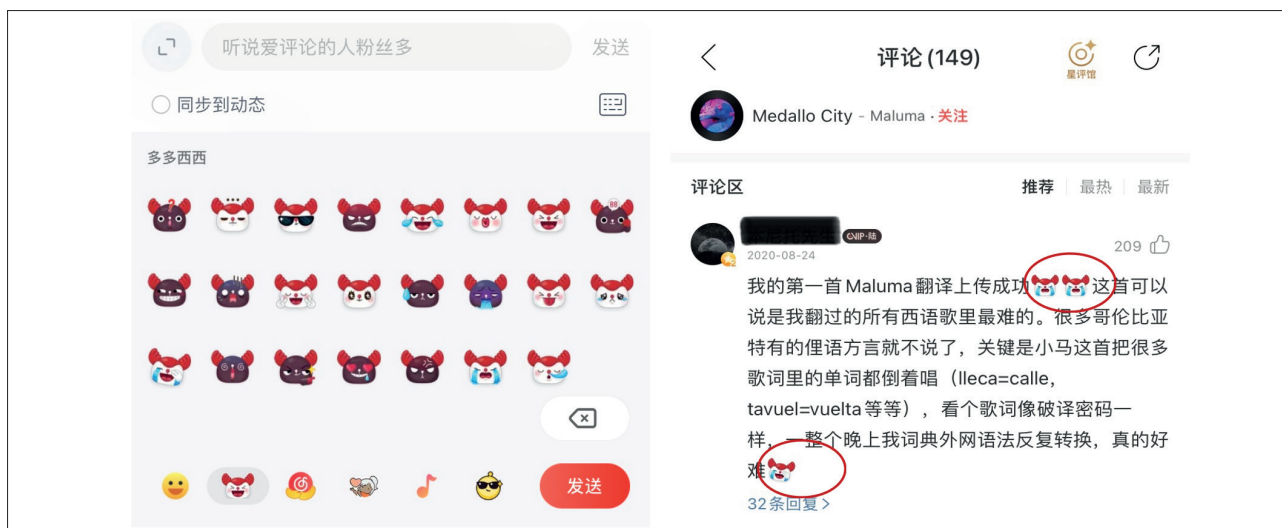 听说爱评论的人粉丝多
发送
同步到动态
多多西西
88
发送
评论(149)
星评馆
Medallo City - Maluma · 关注
评论区
推荐 | 最热 | 最新
VIP·陆
2020-08-24
209
我的第一首Maluma翻译上传成功这首可以
说是我翻过的所有西语歌里最难的。很多哥伦比亚
特有的俚语方言就不说了，关键是小马这首把很多
歌词里的单词都倒着唱（lleca=calle,
tavuel=vuelta等等），看个歌词像破译密码一
样，一整个晚上我词典外网语法反复转换，真的好
难
32条回复 >